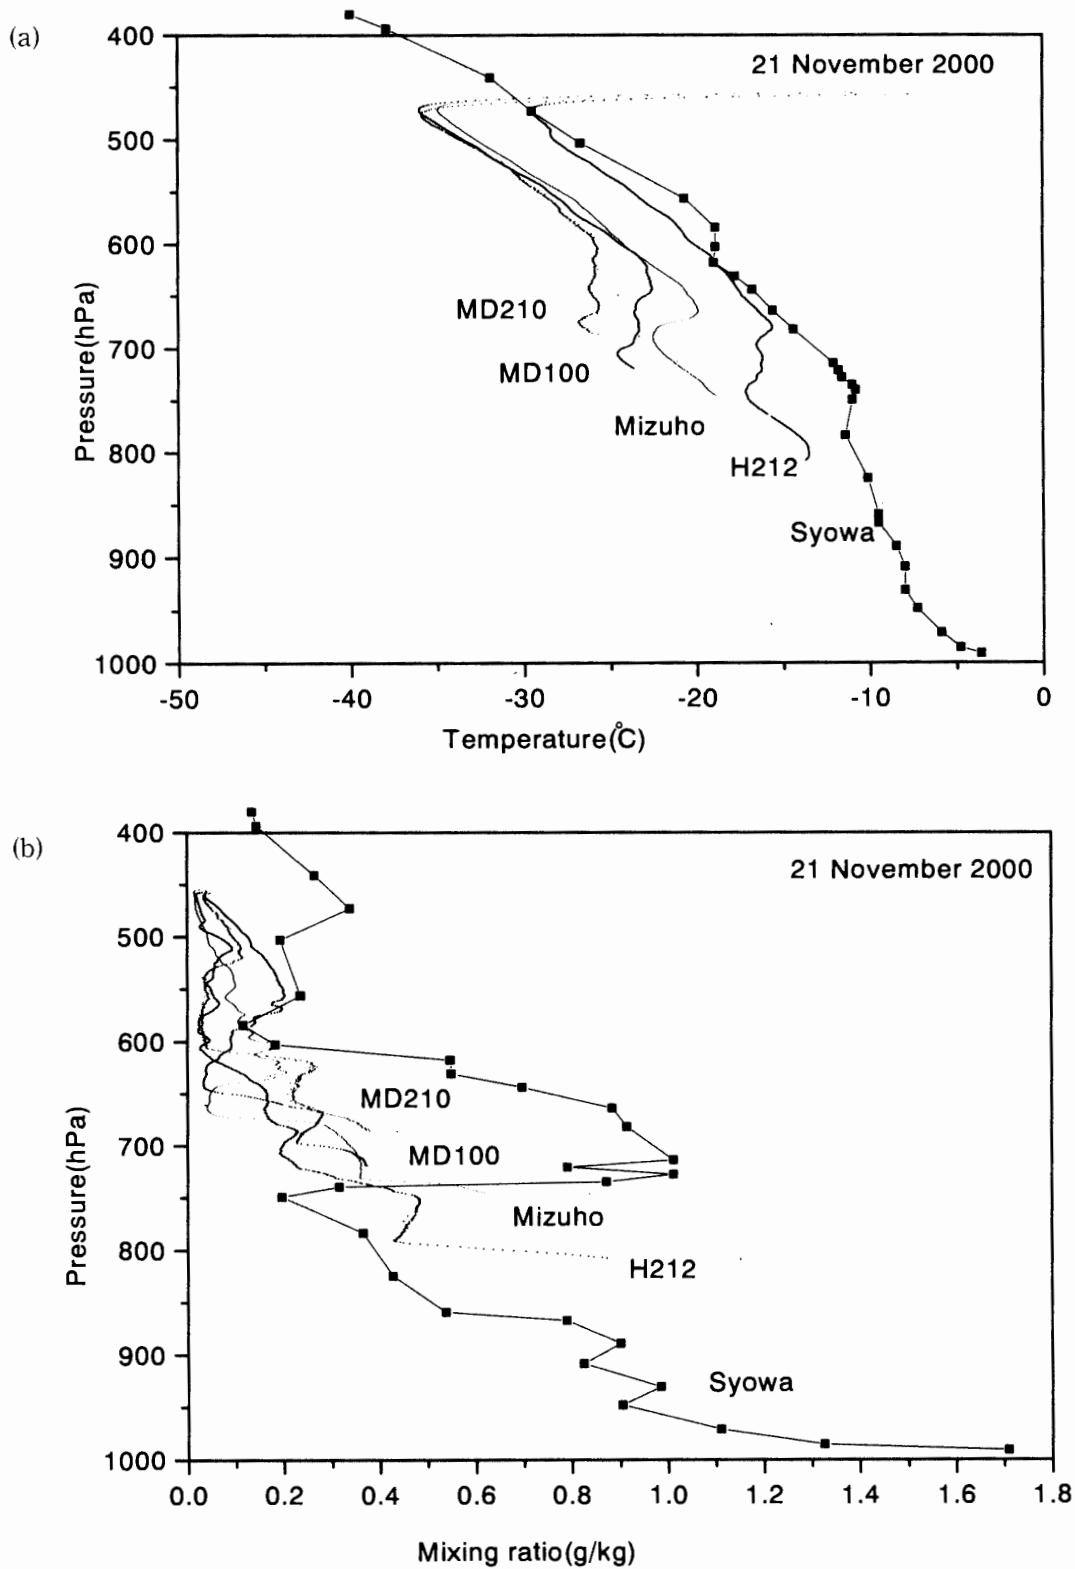 (a)
21 November 2000
400
500
600
700
800
900
1000
Pressure(hPa)
MD210
MD100
Mizuho
H212
Syowa
-50
-40
-30
-20
-10
0
Temperature(°C)
(b)
21 November 2000
400
500
600
700
800
900
1000
Pressure(hPa)
MD210
MD100
Mizuho
H212
Syowa
0.0
0.2
0.4
0.6
0.8
1.0
1.2
1.4
1.6
1.8
Mixing ratio(g/kg)